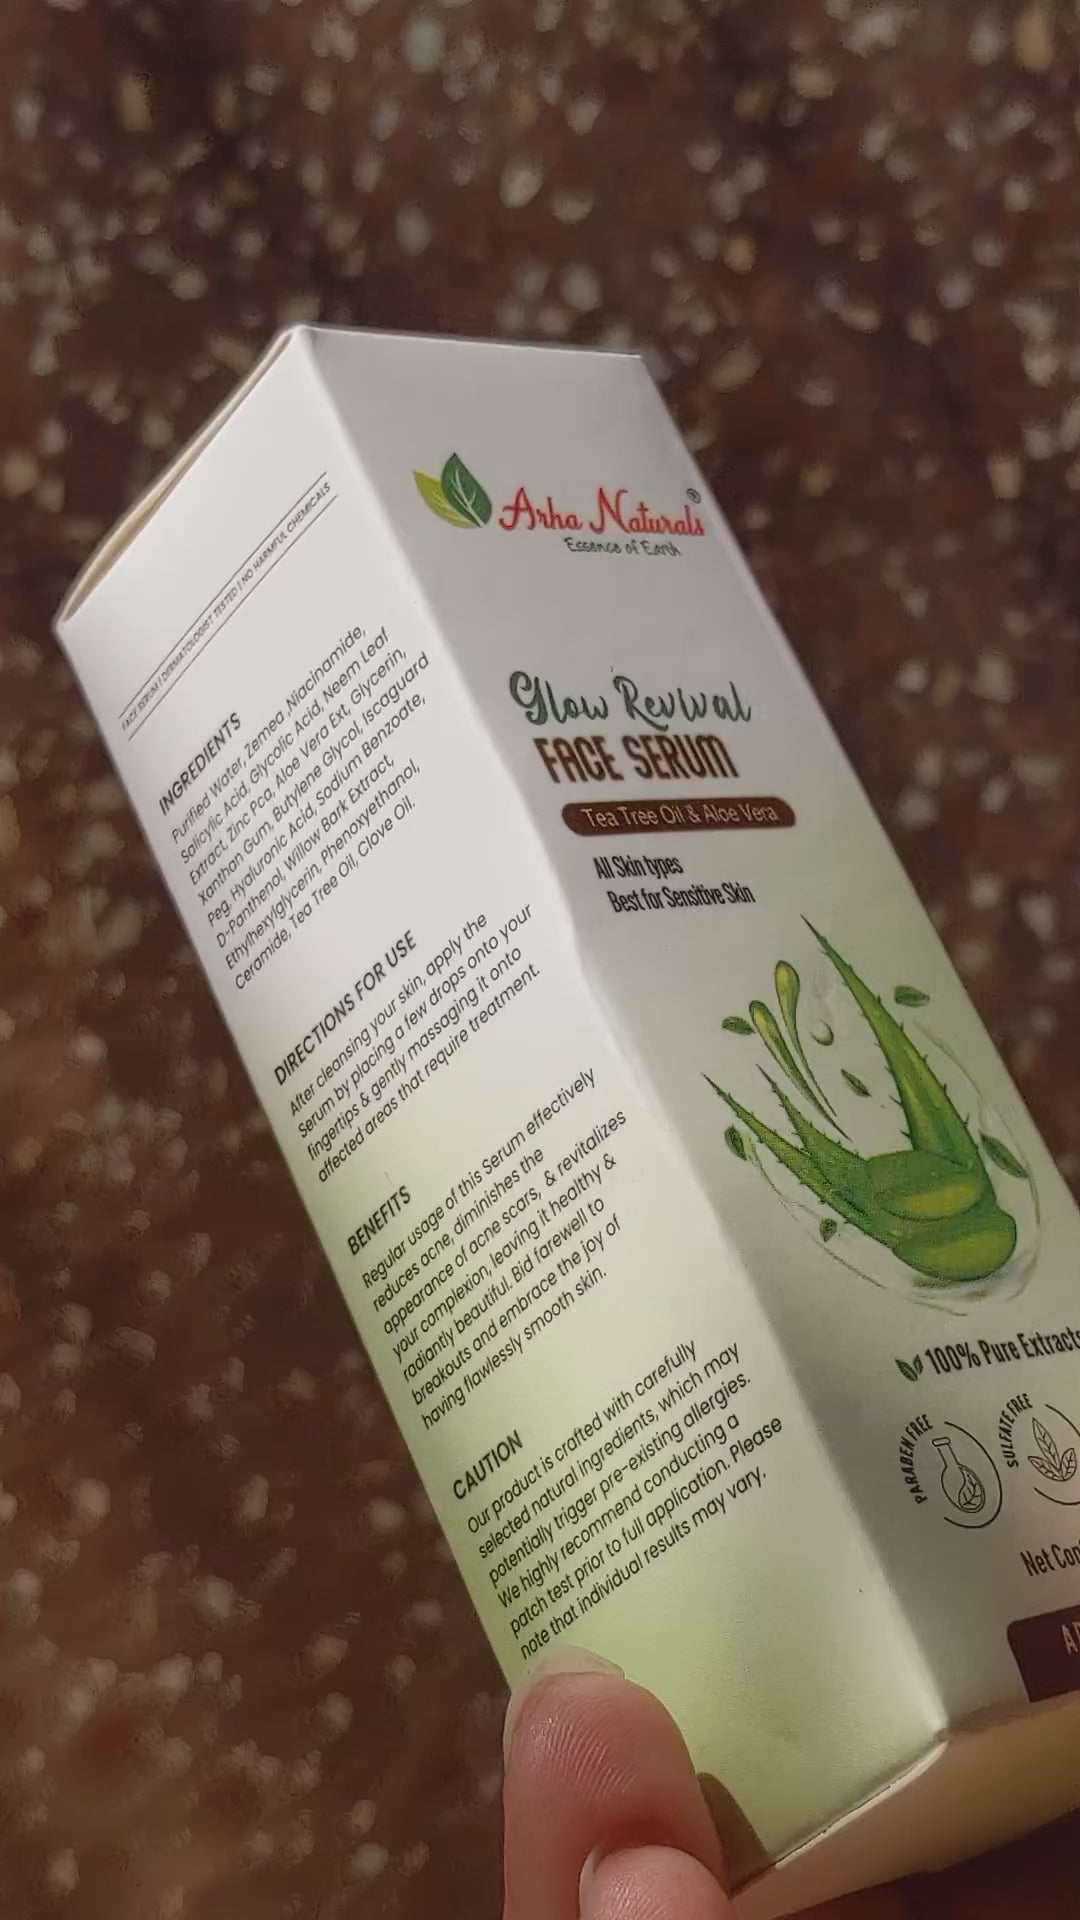 FACE SERUM | DERMATOLOGIST TESTED | NO HARMFUL CHEMICALS
INGREDIENTS
Purified Water, Zemea ,Niacinamide,
Salicylic Acid, Glycolic Acid, Neem Leaf
Extract, Zinc Pca, Aloe Vera Ext, Glycerin,
Xanthan Gum, Butylene Glycol, Iscaguard
Peg, Hyaluronic Acid, Sodium Benzoate,
D-Panthenol, Willow Bark Extract,
Ethylhexylglycerin, Phenoxyethanol,
Ceramide, Tea Tree Oil, Clove Oil.
DIRECTIONS FOR USE
After cleansing your skin, apply the
Serum by placing a few drops onto your
fingertips & gently massaging it onto
affected areas that require treatment.
BENEFITS
Regular usage of this Serum effectively
reduces acne, diminishes the
appearance of acne scars, & revitalizes
your complexion, leaving it healthy &
radiantly beautiful. Bid farewell to
breakouts and embrace the joy of
having flawlessly smooth skin.
CAUTION
Our product is crafted with carefully
selected natural ingredients, which may
potentially trigger pre-existing allergies.
We highly recommend conducting a
patch test prior to full application. Please
note that individual results may vary.
Arha Naturals®
Essence of Earth
Glow Revival
FACE SERUM
Tea Tree Oil & Aloe Vera
All Skin types
Best for Sensitive Skin
100% Pure Extracts
PARABEN FREE
SULFATE FREE
Net